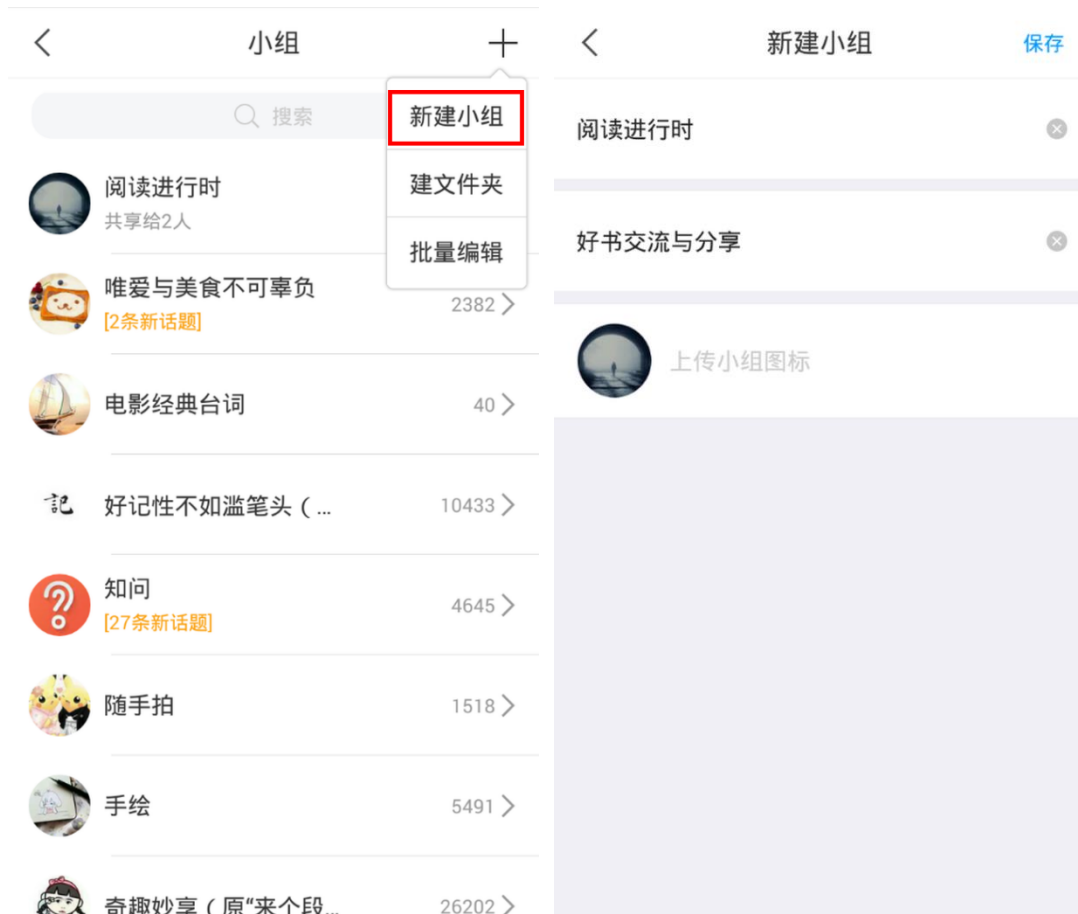 小组
搜索
新建小组
建文件夹
批量编辑
阅读进行时
共享给2人
唯爱与美食不可辜负
[2条新话题]
2382
电影经典台词
40
記
好记性不如滥笔头（...
10433
知问
[27条新话题]
4645
随手拍
1518
手绘
5491
奇趣妙享（原“来个段...
26202
新建小组
保存
阅读进行时
好书交流与分享
上传小组图标